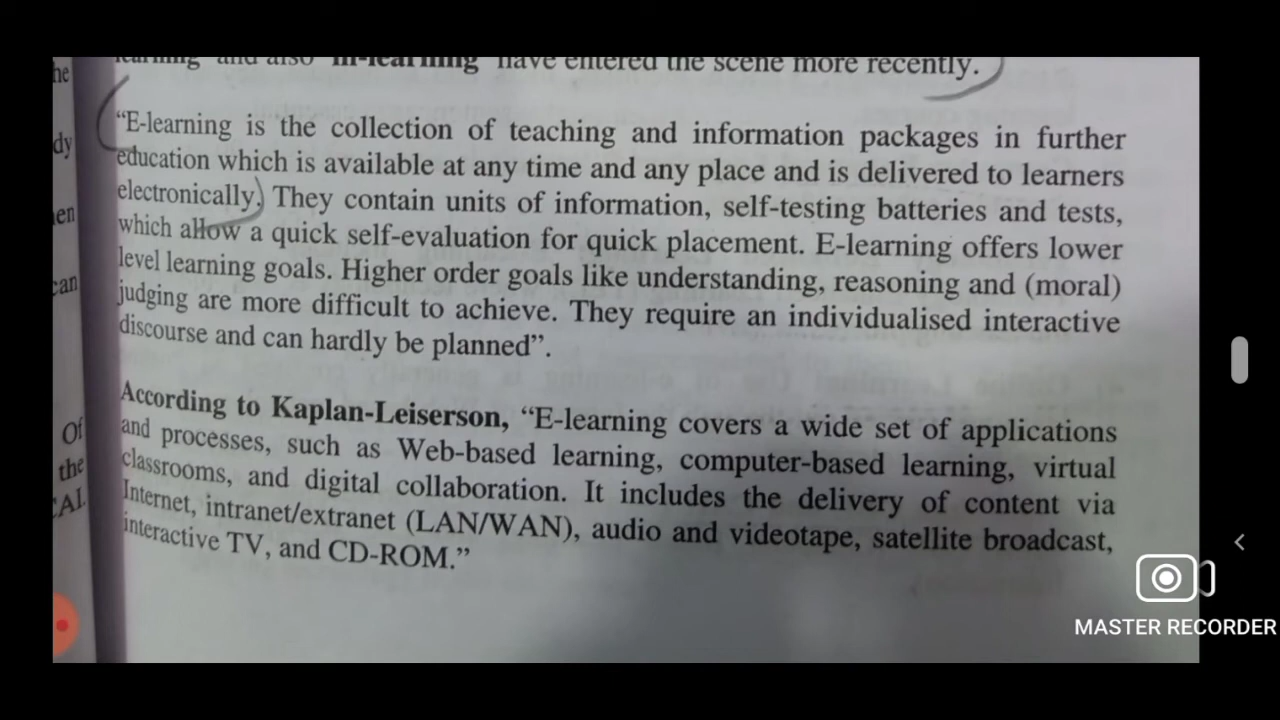 learning and also m-learning have entered the scene more recently.
he
“E-learning is the collection of teaching and information packages in further
dy
education which is available at any time and any place and is delivered to learners
electronically. They contain units of information, self-testing batteries and tests,
en
which allow a quick self-evaluation for quick placement. E-learning offers lower
level learning goals. Higher order goals like understanding, reasoning and (moral)
can
judging are more difficult to achieve. They require an individualised interactive
discourse and can hardly be planned”.
According to Kaplan-Leiserson, “E-learning covers a wide set of applications
Of
and processes, such as Web-based learning, computer-based learning, virtual
the
classrooms, and digital collaboration. It includes the delivery of content via
CAI.
Internet, intranet/extranet (LAN/WAN), audio and videotape, satellite broadcast,
interactive TV, and CD-ROM.”
MASTER RECORDER